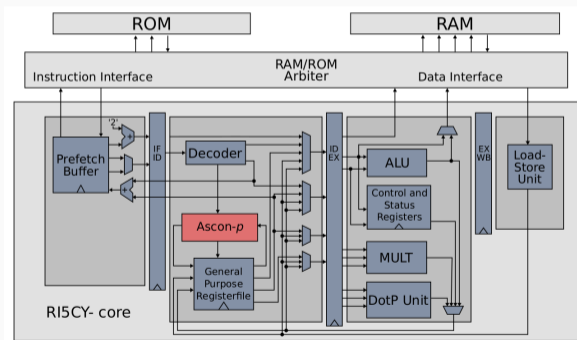 ROM
RAM
RAM/ROM
Arbiter
Instruction Interface
Data Interface
'2'
+
+
Prefetch
Buffer
IF
ID
Decoder
Ascon-p
General
Purpose
Registerfile
ID
EX
ALU
Control and
Status
Registers
MULT
DotP Unit
EX
WB
Load-
Store
Unit
RI5CY- core